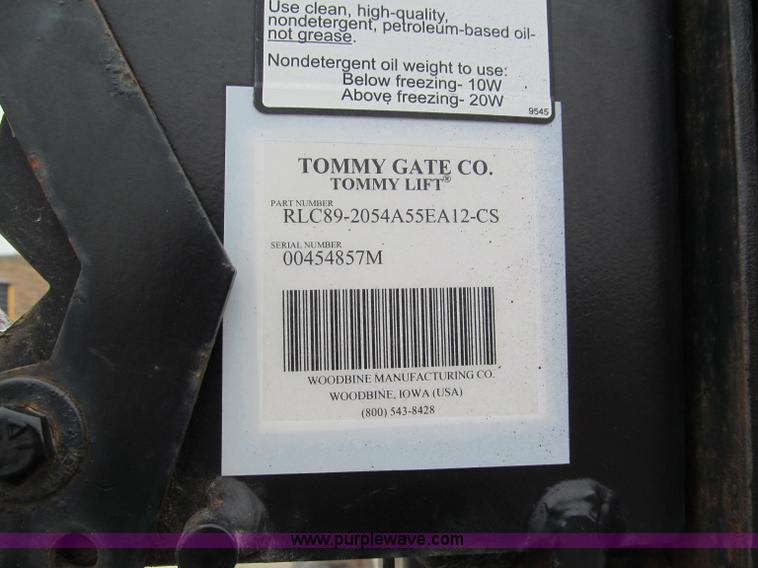 Use clean, high-quality,
nondetergent, petroleum-based oil-
not grease.
Nondetergent oil weight to use:
Below freezing- 10W
Above freezing- 20W
9545
TOMMY GATE CO.
TOMMY LIFT®
PART NUMBER
RLC89-2054A55EA12-CS
SERIAL NUMBER
00454857M
WOODBINE MANUFACTURING CO.
WOODBINE, IOWA (USA)
(800) 543-8428
www.purplewave.com